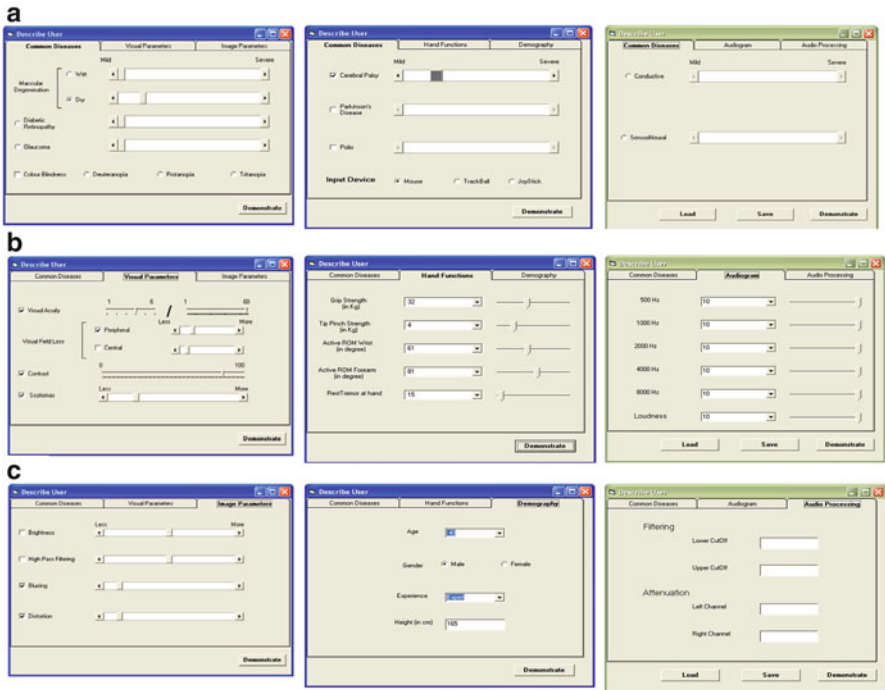 a
Describe User
Common Diseases Visual Parameters Image Parameters
Mild Severe
Wet
Maccular
Degeneration
Dry
Diabetic
Retinopathy
Glaucoma
Colour Blindness Deuteranopia Protanopia Tritanopia
Demonstrate
Describe User
Common Diseases Hand Functions Demography
Mild Severe
Cerebral Palsy
Parkinson's
Disease
Polio
Input Device Mouse TrackBall JoyStick
Demonstrate
Describe User
Common Diseases Audiogram Audio Processing
Mild Severe
Conductive
SensoriNeural
Load Save Demonstrate
b
Describe User
Common Diseases Visual Parameters Image Parameters
1 6 / 1 60
Visual Acuity
Less More
Peripheral
Visual Field Loss
Central
0 100
Contrast
Less More
Scotomas
Demonstrate
Describe User
Common Diseases Hand Functions Demography
Grip Strength
(in Kg) 32
Tip Pinch Strength
(in Kg) 4
Active ROM Wrist
(in degree) 61
Active ROM Forearm
(in degree) 81
RestTremor at hand 15
Demonstrate
Describe User
Common Diseases Audiogram Audio Processing
500 Hz 10
1000 Hz 10
2000 Hz 10
4000 Hz 10
8000 Hz 10
Loudness 10
Load Save Demonstrate
c
Describe User
Common Diseases Visual Parameters Image Parameters
Less More
Brightness
High Pass Filtering
Blurring
Distortion
Demonstrate
Describe User
Common Diseases Hand Functions Demography
Age
Gender Male Female
Experience Expert
Height (in cm) 165
Demonstrate
Describe User
Common Diseases Audiogram Audio Processing
Filtering
Lower CutOff
Upper CutOff
Attenuation
Left Channel
Right Channel
Load Save Demonstrate